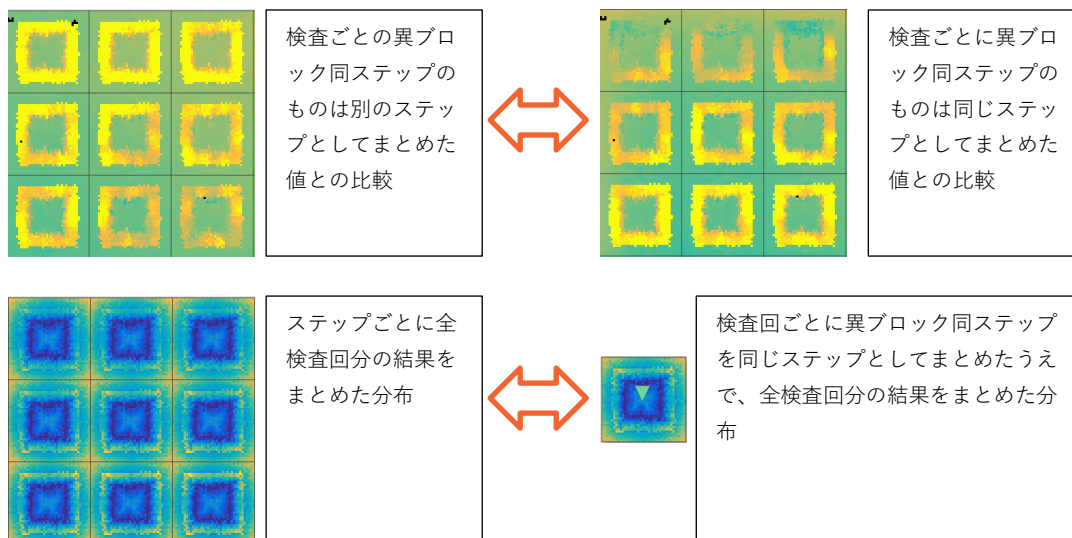 検査ごとの異ブロ
ック同ステップの
ものは別のステッ
プとしてまとめた
値との比較
検査ごとに異ブロ
ック同ステップの
ものは同じステッ
プとしてまとめた
値との比較
ステップごとに全
検査回分の結果を
まとめた分布
検査回ごとに異ブロック同ステップ
を同じステップとしてまとめたうえ
で、全検査回分の結果をまとめた分
布